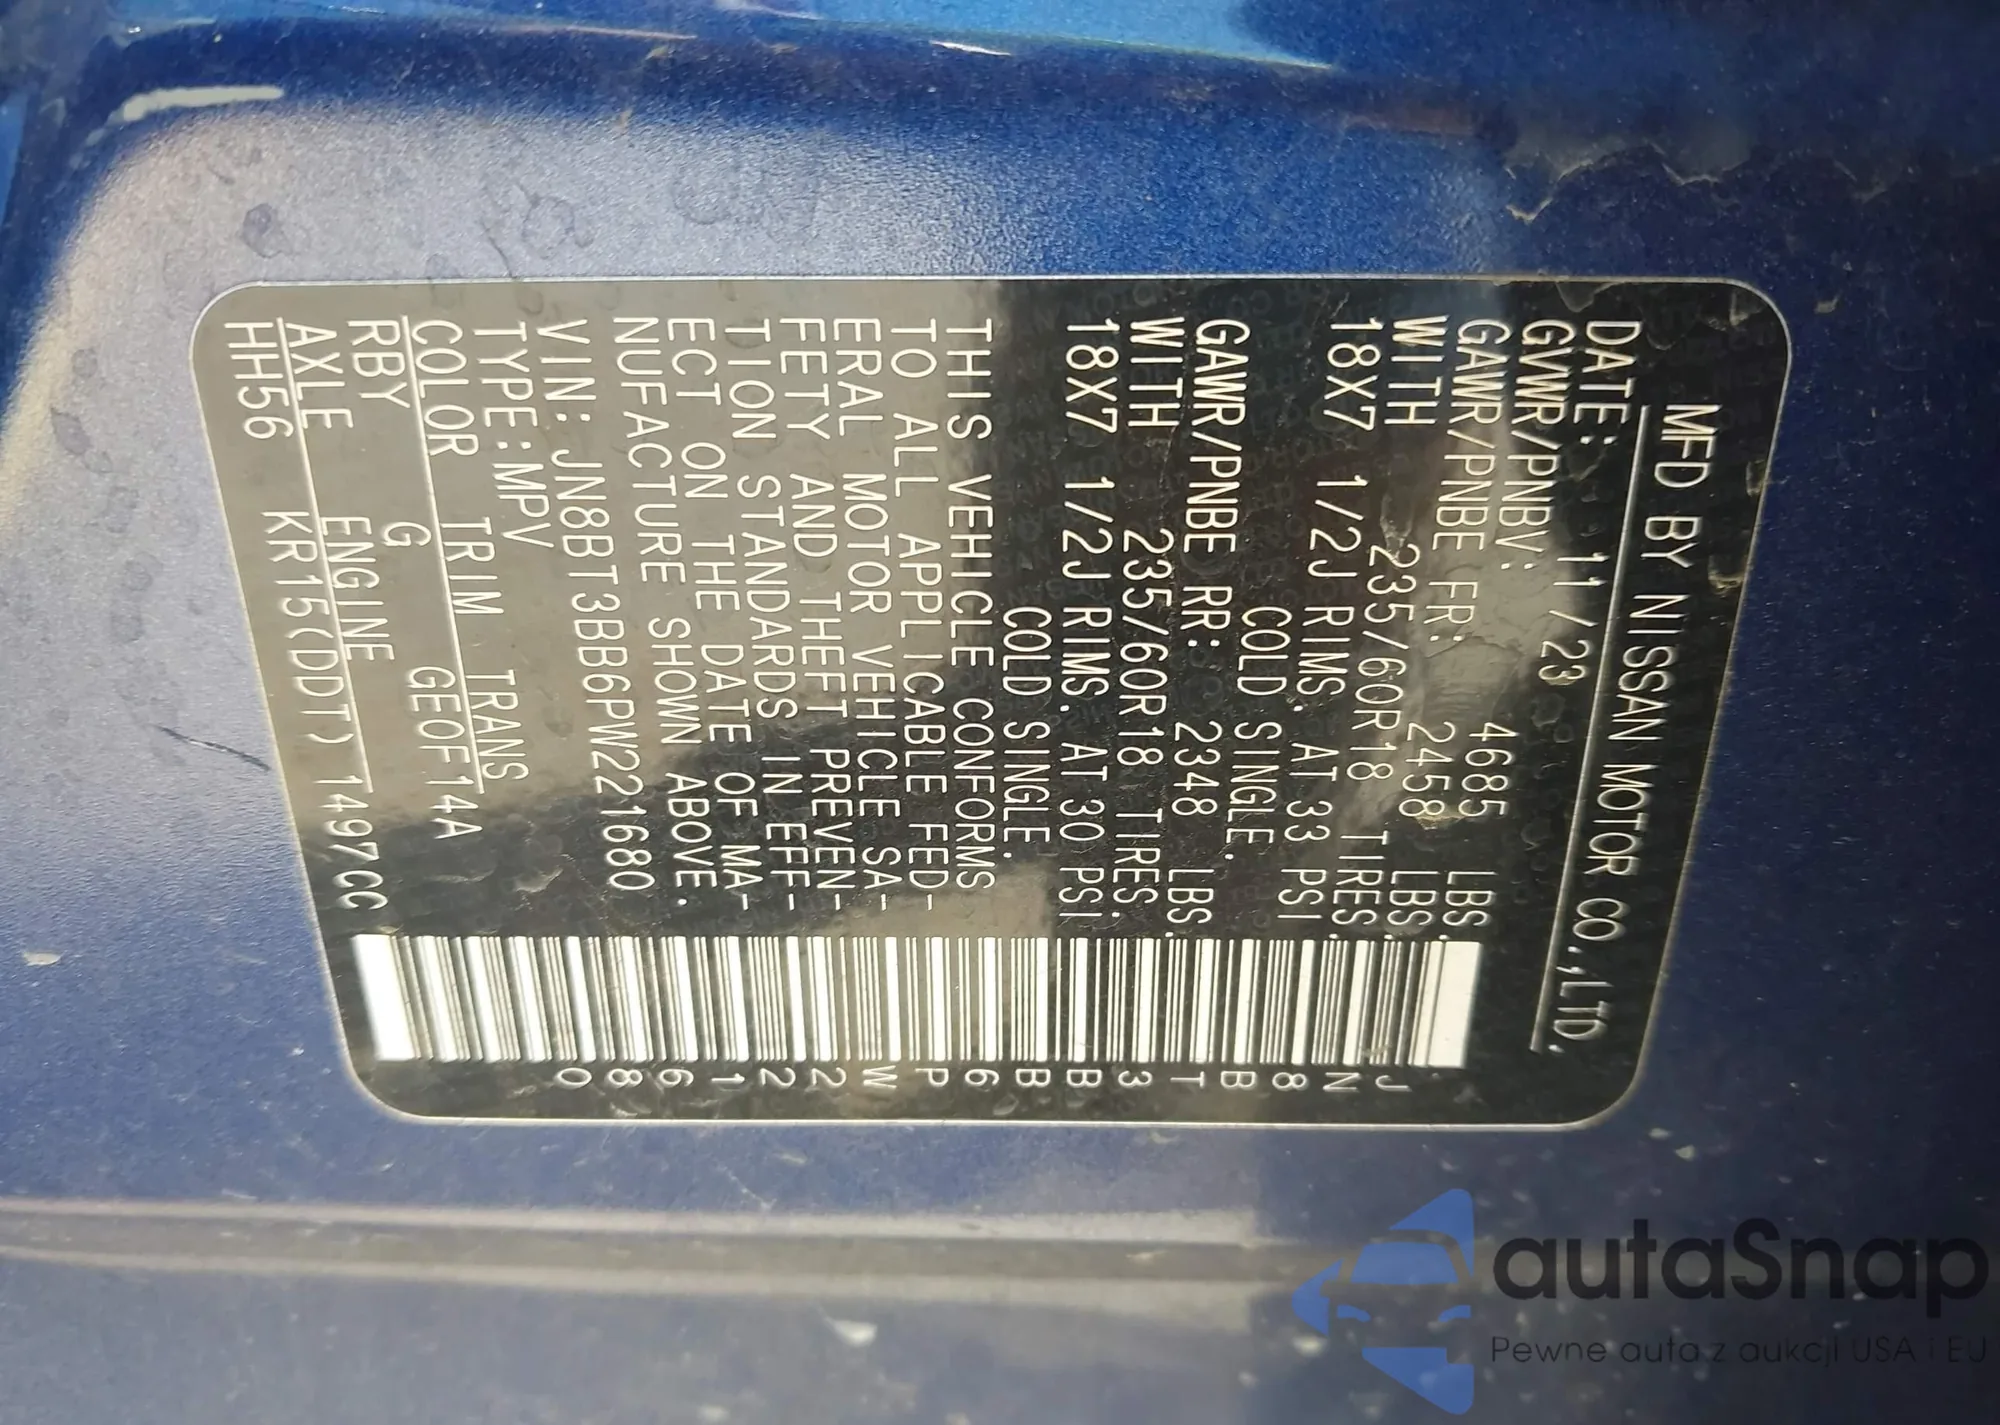 MFD BY NISSAN MOTOR CO.,LTD.
DATE: 11/23
GVWR/PNBV: 4685 LBS.
GAWR/PNBE FR: 2458 LBS.
WITH 235/60R18 TIRES.
18X7 1/2J RIMS. AT 33 PSI
COLD SINGLE.
GAWR/PNBE RR: 2348 LBS.
WITH 235/60R18 TIRES.
18X7 1/2J RIMS. AT 30 PSI
COLD SINGLE.
THIS VEHICLE CONFORMS
TO ALL APPLICABLE FED-
ERAL MOTOR VEHICLE SA-
FETY AND THEFT PREVEN-
TION STANDARDS IN EFF-
ECT ON THE DATE OF MA-
NUFACTURE SHOWN ABOVE.
VIN: JN8BT3BB6PW221680
TYPE:MPV
COLOR TRIM TRANS
RBY G GE0F14A
AXLE ENGINE
HH56 KR15(DDT) 1497CC
JN8BT3BB6PW221680
autaSnap
Pewne auta z aukcji USA i EU